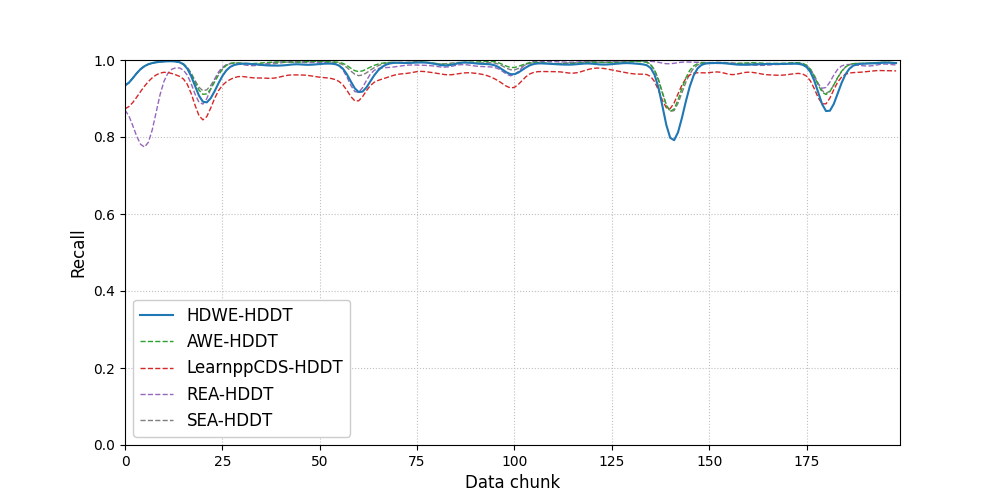 1.0
0.8
0.6
0.4
0.2
0.0
Recall
HDWE-HDDT
AWE-HDDT
LearnppCDS-HDDT
REA-HDDT
SEA-HDDT
0 25 50 75 100 125 150 175
Data chunk